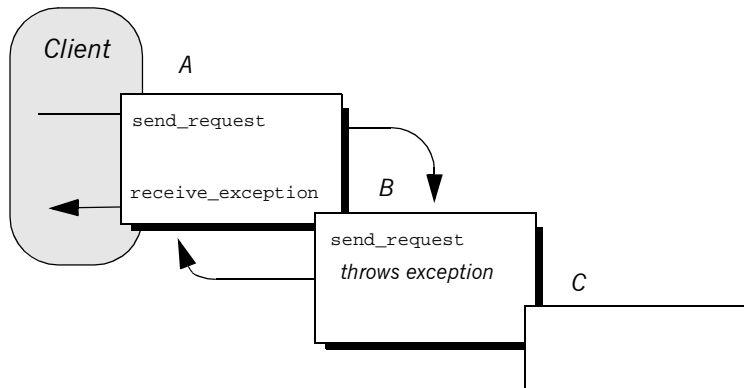 Client
A
send_request
receive_exception
B
send_request
throws exception
C